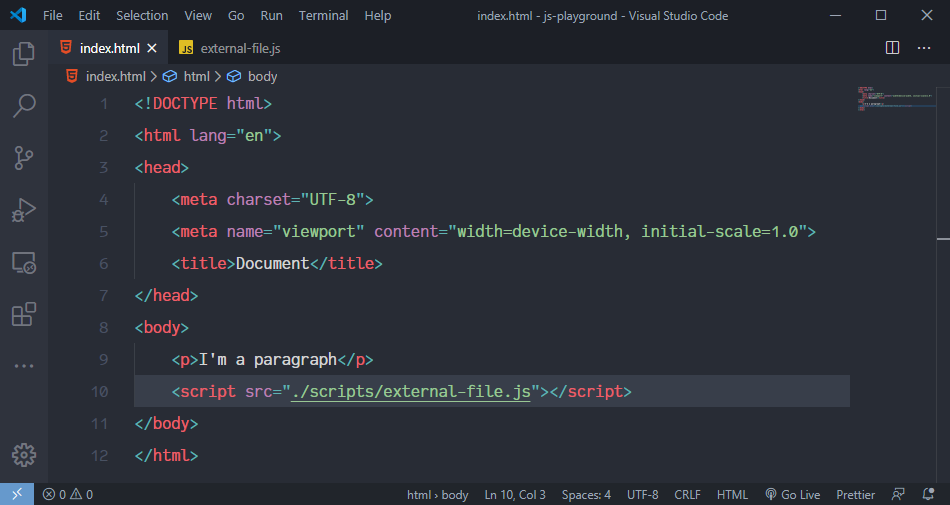 File Edit Selection View Go Run Terminal Help index.html - js-playground - Visual Studio Code
index.html JS external-file.js
index.html > html > body
1 <!DOCTYPE html>
2 <html lang="en">
3 <head>
4 <meta charset="UTF-8">
5 <meta name="viewport" content="width=device-width, initial-scale=1.0">
6 <title>Document</title>
7 </head>
8 <body>
9 <p>I'm a paragraph</p>
10 <script src="./scripts/external-file.js"></script>
11 </body>
12 </html>
0 0 html › body Ln 10, Col 3 Spaces: 4 UTF-8 CRLF HTML Go Live Prettier